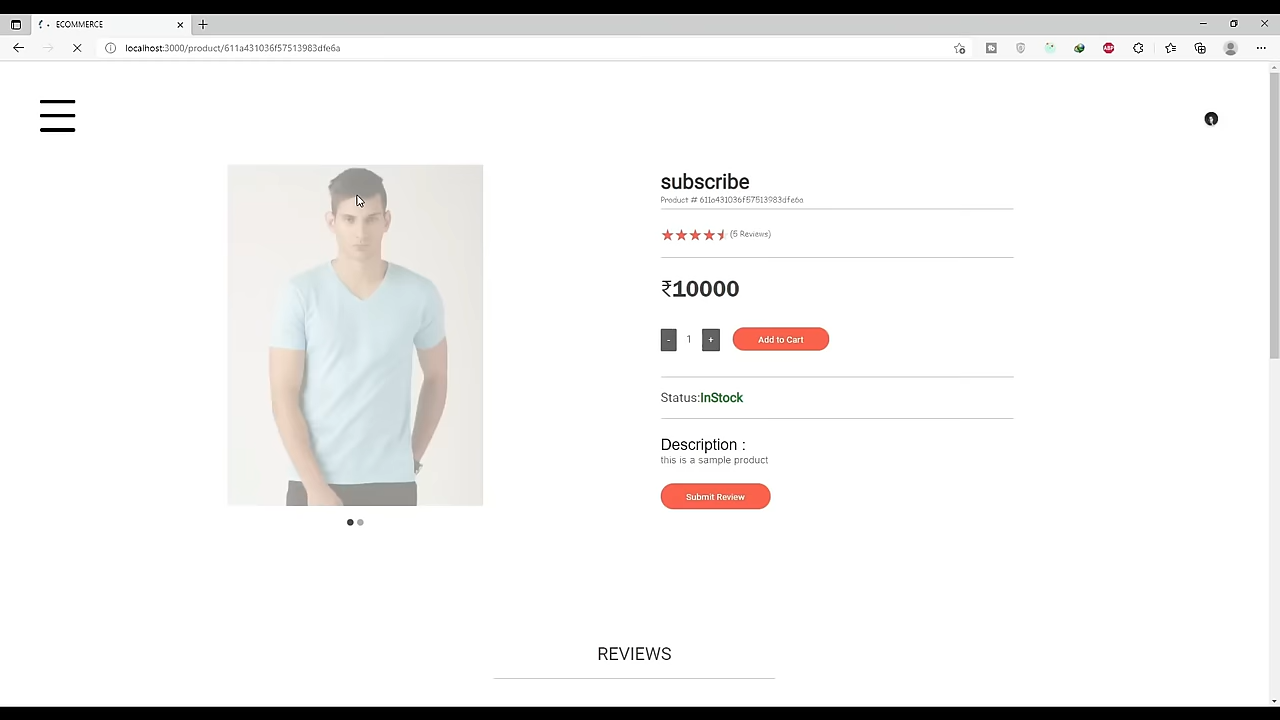 ECOMMERCE
localhost:3000/product/611a431036f57513983dfe6a
ABP
subscribe
Product # 611a431036f57513983dfe6a
(5 Reviews)
₹10000
- 1 + Add to Cart
Status:InStock
Description :
this is a sample product
Submit Review
REVIEWS